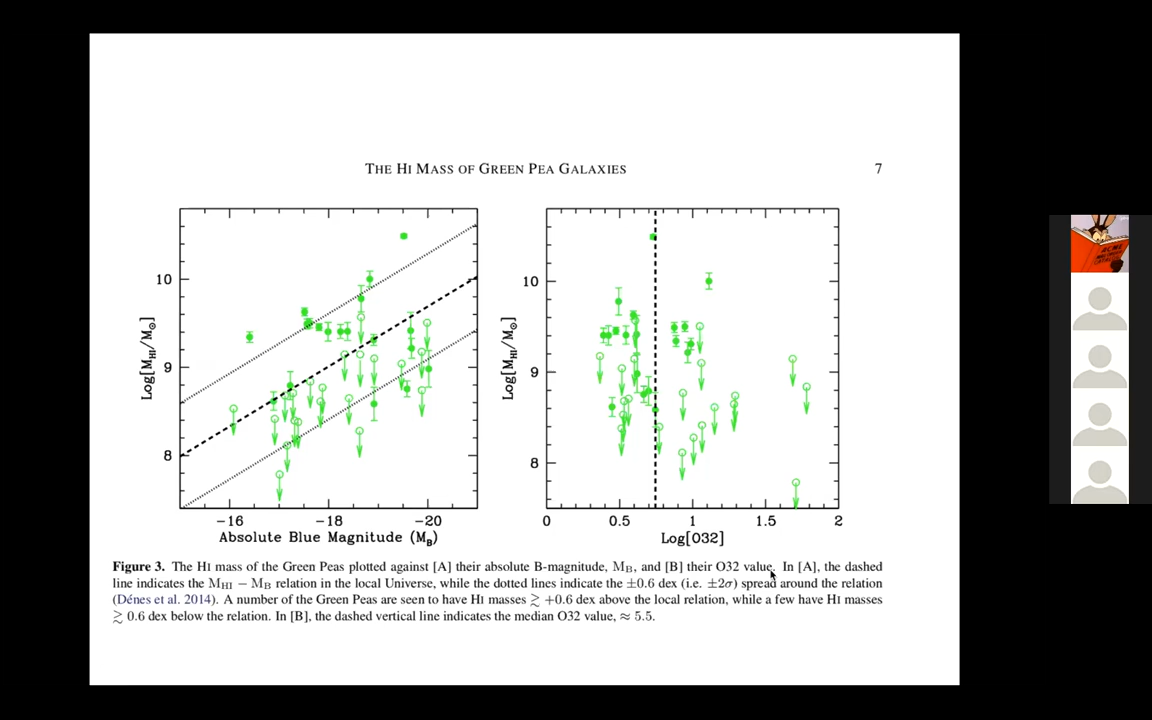 THE HI MASS OF GREEN PEA GALAXIES
7
10
9
8
Log[M_HI/M_⊙]
−16
−18
−20
Absolute Blue Magnitude (M_B)
10
9
8
Log[M_HI/M_⊙]
0
0.5
1
1.5
2
Log[O32]
Figure 3. The HI mass of the Green Peas plotted against [A] their absolute B-magnitude, M_B, and [B] their O32 value. In [A], the dashed
line indicates the M_HI − M_B relation in the local Universe, while the dotted lines indicate the ±0.6 dex (i.e. ±2σ) spread around the relation
(Dénes et al. 2014). A number of the Green Peas are seen to have HI masses ≳ +0.6 dex above the local relation, while a few have HI masses
≳ 0.6 dex below the relation. In [B], the dashed vertical line indicates the median O32 value, ≈ 5.5.
ACME